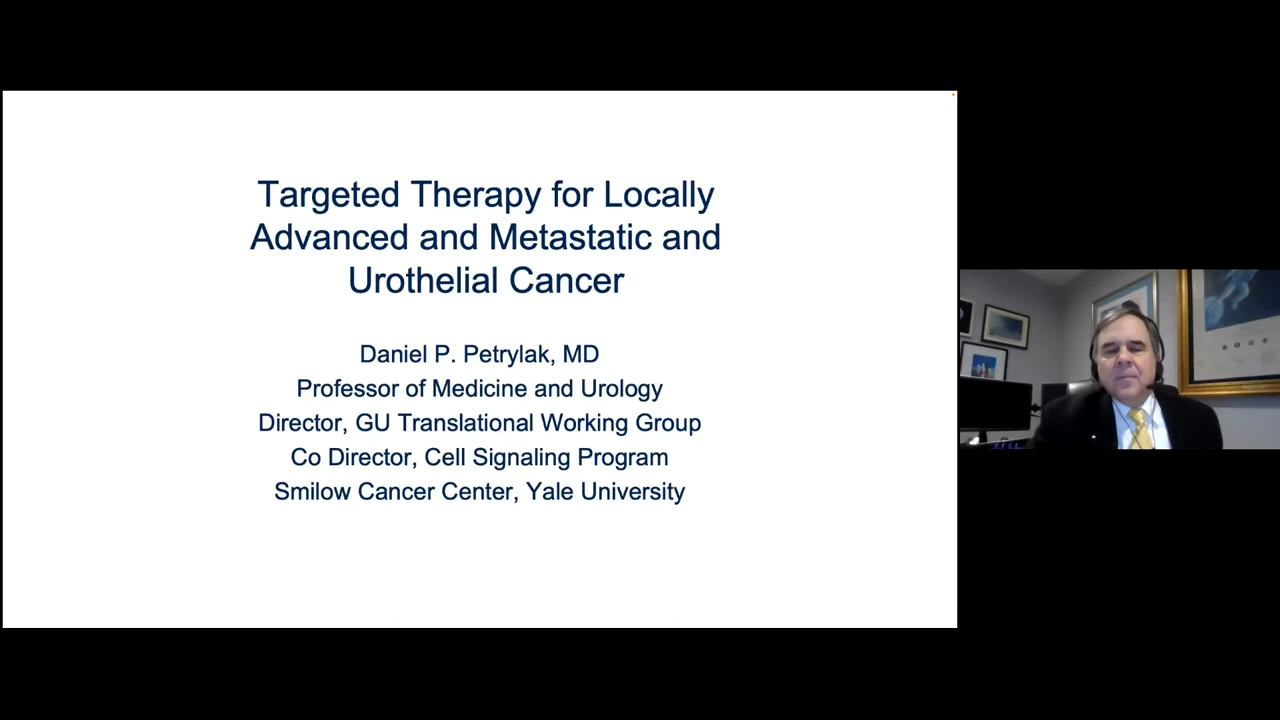 Targeted Therapy for Locally
Advanced and Metastatic and
Urothelial Cancer
Daniel P. Petrylak, MD
Professor of Medicine and Urology
Director, GU Translational Working Group
Co Director, Cell Signaling Program
Smilow Cancer Center, Yale University